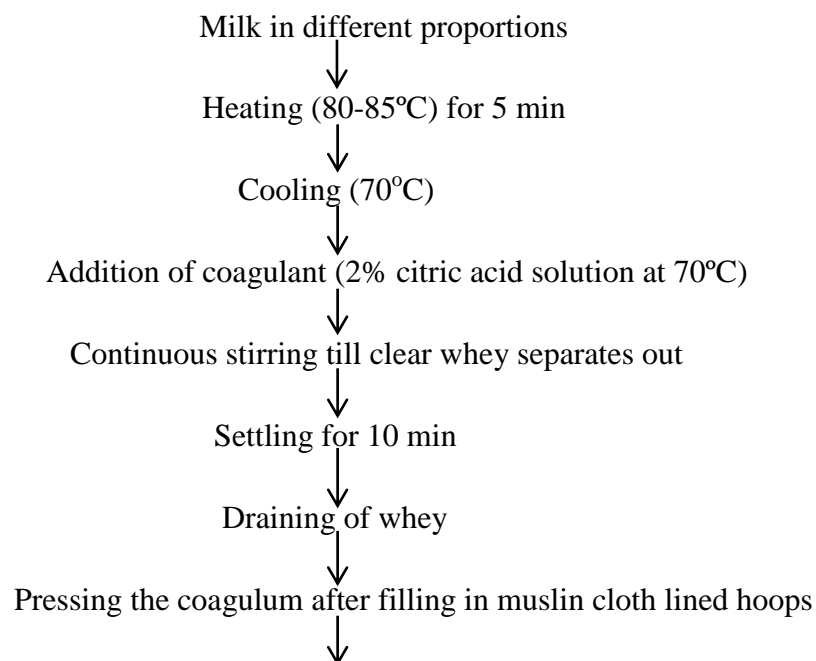 Milk in different proportions
Heating (80-85ºC) for 5 min
Cooling (70°C)
Addition of coagulant (2% citric acid solution at 70ºC)
Continuous stirring till clear whey separates out
Settling for 10 min
Draining of whey
Pressing the coagulum after filling in muslin cloth lined hoops